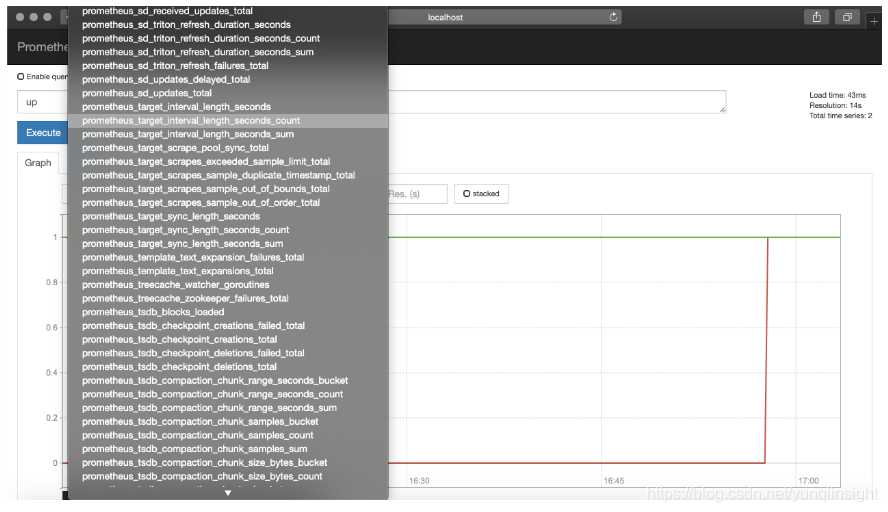 localhost
Promethe
Enable quer
up
Execute
Graph
prometheus_sd_received_updates_total
prometheus_sd_triton_refresh_duration_seconds
prometheus_sd_triton_refresh_duration_seconds_count
prometheus_sd_triton_refresh_duration_seconds_sum
prometheus_sd_triton_refresh_failures_total
prometheus_sd_updates_delayed_total
prometheus_sd_updates_total
prometheus_target_interval_length_seconds
prometheus_target_interval_length_seconds_count
prometheus_target_interval_length_seconds_sum
prometheus_target_scrape_pool_sync_total
prometheus_target_scrapes_exceeded_sample_limit_total
prometheus_target_scrapes_sample_duplicate_timestamp_total
prometheus_target_scrapes_sample_out_of_bounds_total
prometheus_target_scrapes_sample_out_of_order_total
prometheus_target_sync_length_seconds
prometheus_target_sync_length_seconds_count
prometheus_target_sync_length_seconds_sum
prometheus_template_text_expansion_failures_total
prometheus_template_text_expansions_total
prometheus_treecache_watcher_goroutines
prometheus_treecache_zookeeper_failures_total
prometheus_tsdb_blocks_loaded
prometheus_tsdb_checkpoint_creations_failed_total
prometheus_tsdb_checkpoint_creations_total
prometheus_tsdb_checkpoint_deletions_failed_total
prometheus_tsdb_checkpoint_deletions_total
prometheus_tsdb_compaction_chunk_range_seconds_bucket
prometheus_tsdb_compaction_chunk_range_seconds_count
prometheus_tsdb_compaction_chunk_range_seconds_sum
prometheus_tsdb_compaction_chunk_samples_bucket
prometheus_tsdb_compaction_chunk_samples_count
prometheus_tsdb_compaction_chunk_samples_sum
prometheus_tsdb_compaction_chunk_size_bytes_bucket
prometheus_tsdb_compaction_chunk_size_bytes_count
Load time: 43ms
Resolution: 14s
Total time series: 2
Res. (s)
stacked
1
0.8
0.6
0.4
0.2
0
16:30
16:45
17:00
https://blog.csdn.net/yunqiinsight